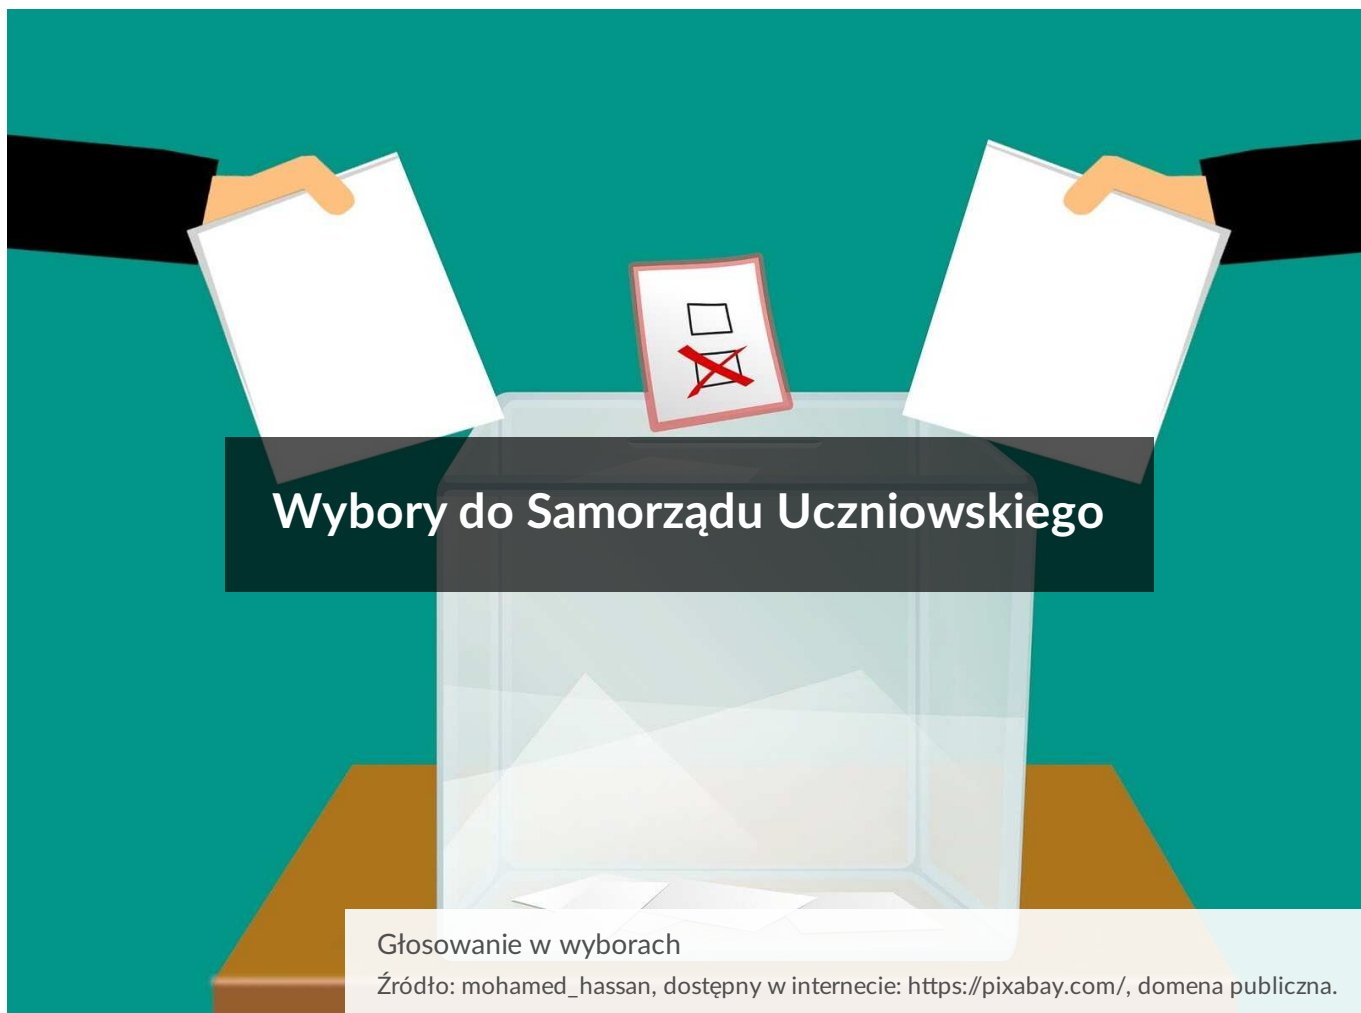 Wybory do Samorządu Uczniowskiego
Głosowanie w wyborach
Źródło: mohamed_hassan, dostępny w internecie: https://pixabay.com/, domena publiczna.